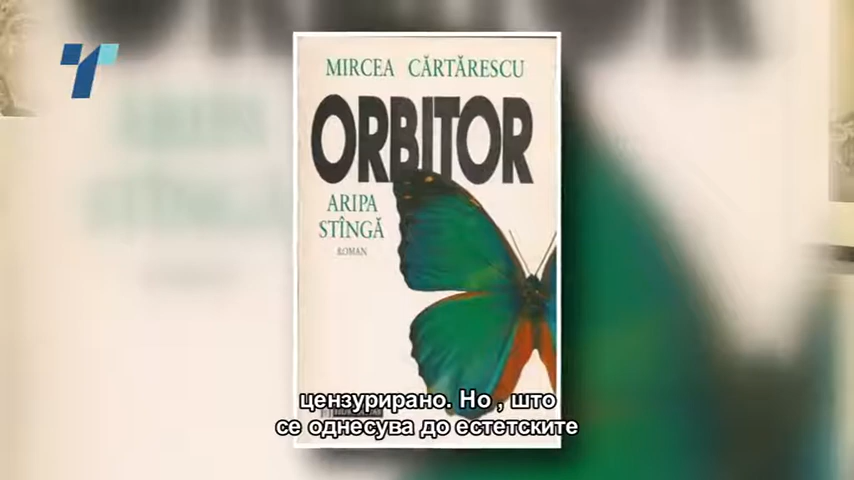 MIRCEA CĂRTĂRESCU
ORBITOR
ARIPA
STÎNGĂ
ROMAN
цензурирано. Но , што
се однесува до естетските